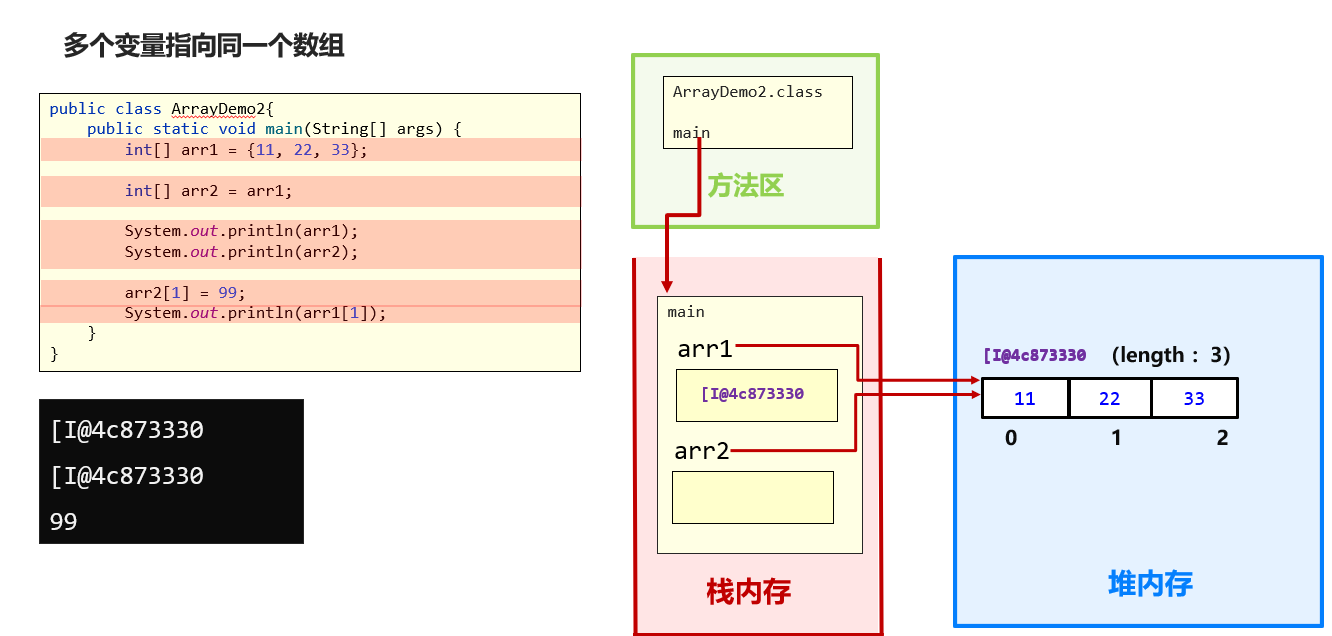 多个变量指向同一个数组
public class ArrayDemo2{
    public static void main(String[] args) {
        int[] arr1 = {11, 22, 33};
        int[] arr2 = arr1;
        System.out.println(arr1);
        System.out.println(arr2);
        arr2[1] = 99;
        System.out.println(arr1[1]);
    }
}
[I@4c873330
[I@4c873330
99
ArrayDemo2.class
main
方法区
main
arr1
[I@4c873330
arr2
栈内存
[I@4c873330 （length：3）
11 22 33
0 1 2
堆内存